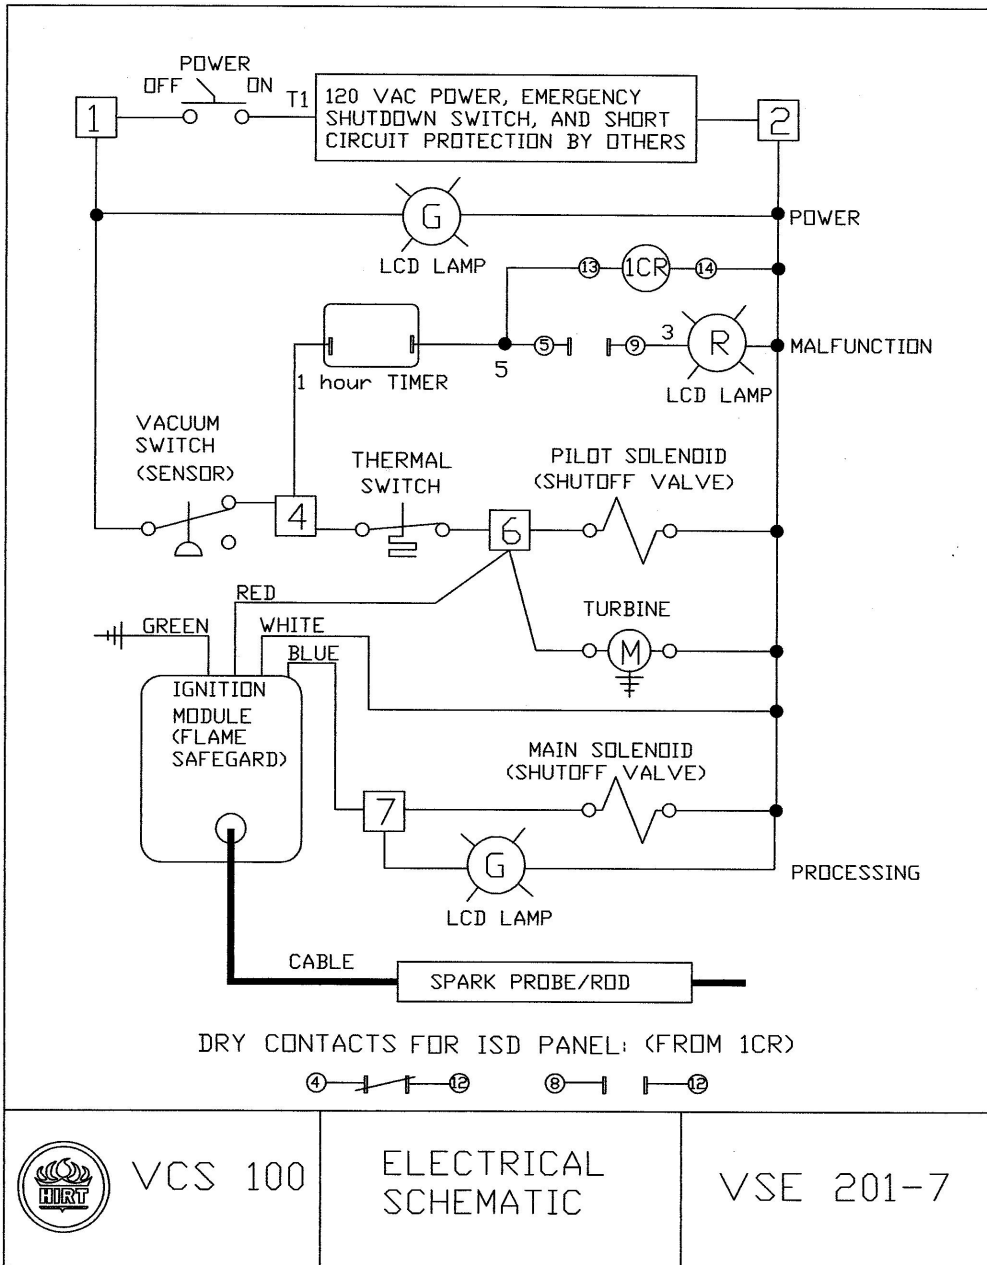 POWER
OFF ON
1
T1
120 VAC POWER, EMERGENCY
SHUTDOWN SWITCH, AND SHORT
CIRCUIT PROTECTION BY OTHERS
2
G
POWER
LCD LAMP
13 1CR 14
5 9 3 R
MALFUNCTION
5
1 hour TIMER
LCD LAMP
VACUUM
SWITCH
(SENSOR)
THERMAL
SWITCH
PILOT SOLENOID
(SHUTOFF VALVE)
4
6
RED
TURBINE
GREEN
WHITE
BLUE
M
IGNITION
MODULE
(FLAME
SAFEGARD)
MAIN SOLENOID
(SHUTOFF VALVE)
7
G
PROCESSING
LCD LAMP
CABLE
SPARK PROBE/ROD
DRY CONTACTS FOR ISD PANEL: (FROM 1CR)
4 12 8 12
HIRT
VCS 100
ELECTRICAL
SCHEMATIC
VSE 201-7